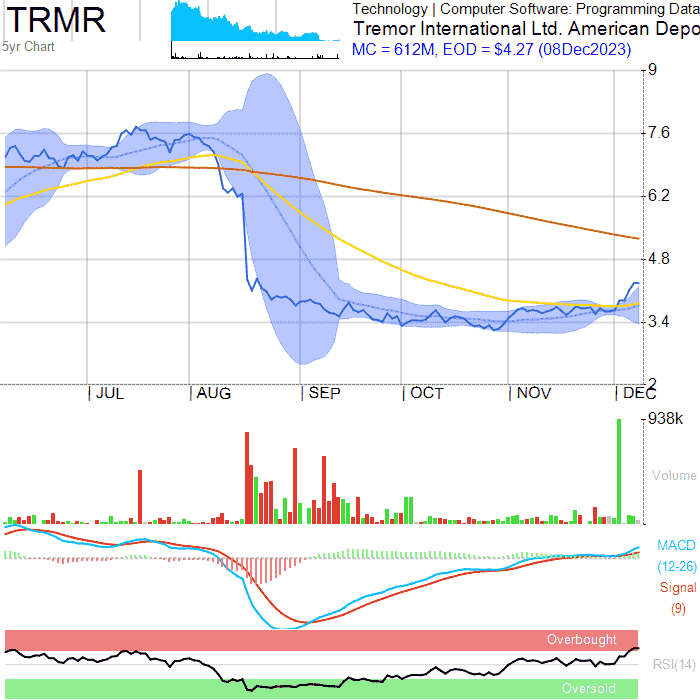 TRMR
5yr Chart
Technology | Computer Software: Programming Data
Tremor International Ltd. American Depo
MC = 612M, EOD = $4.27 (08Dec2023)
9
7.6
6.2
4.8
3.4
2
JUL
AUG
SEP
OCT
NOV
DEC
938k
Volume
MACD
(12-26)
Signal
(9)
Overbought
RSI(14)
Oversold